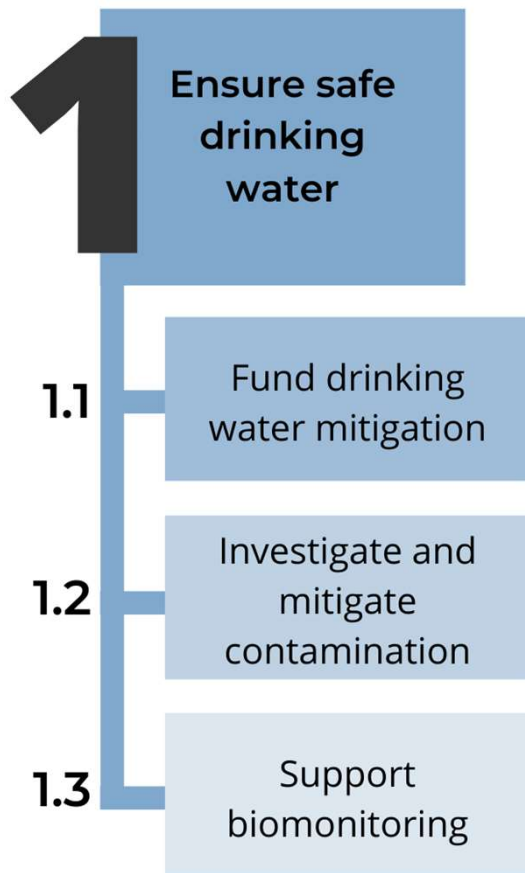 1
Ensure safe
drinking
water
1.1
Fund drinking
water mitigation
1.2
Investigate and
mitigate
contamination
1.3
Support
biomonitoring